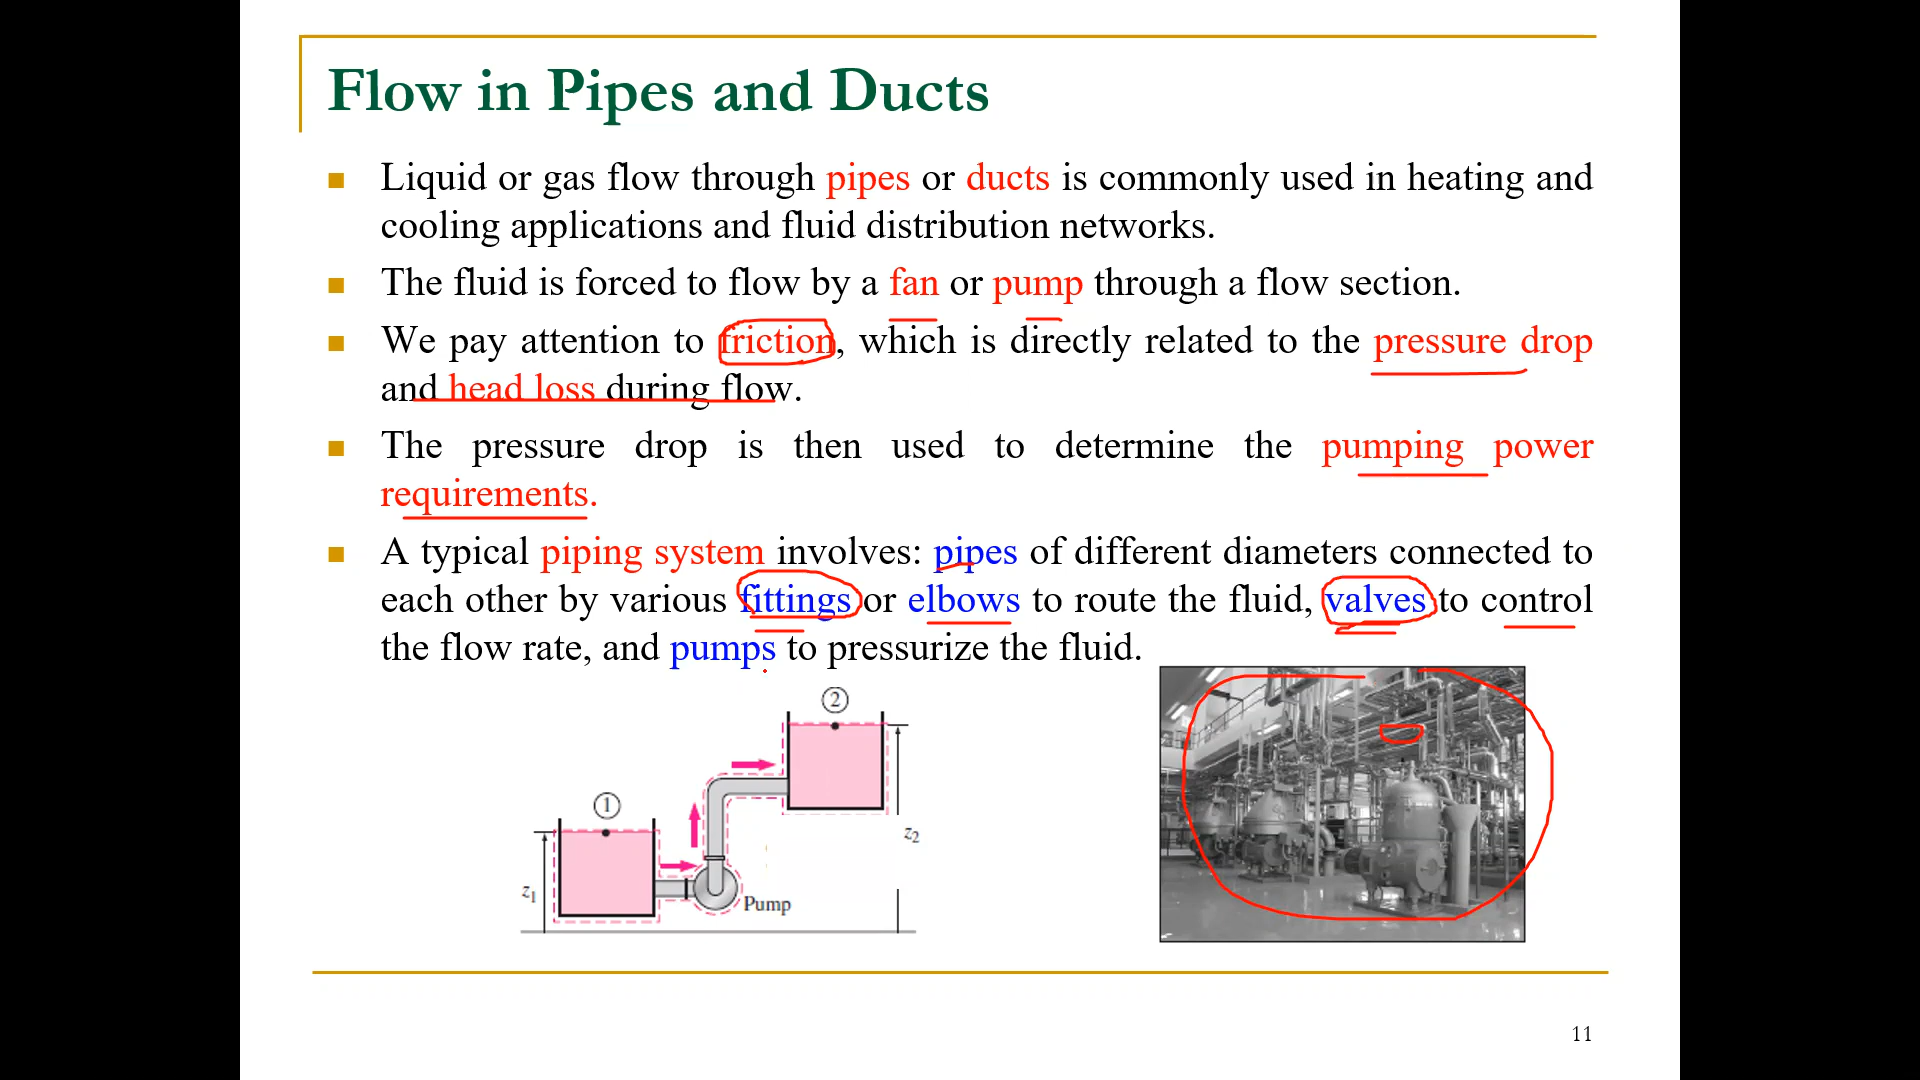 Flow in Pipes and Ducts
Liquid or gas flow through pipes or ducts is commonly used in heating and
cooling applications and fluid distribution networks.
The fluid is forced to flow by a fan or pump through a flow section.
We pay attention to friction, which is directly related to the pressure drop
and head loss during flow.
The pressure drop is then used to determine the pumping power
requirements.
A typical piping system involves: pipes of different diameters connected to
each other by various fittings or elbows to route the fluid, valves to control
the flow rate, and pumps to pressurize the fluid.
2
1
z2
z1
Pump
11